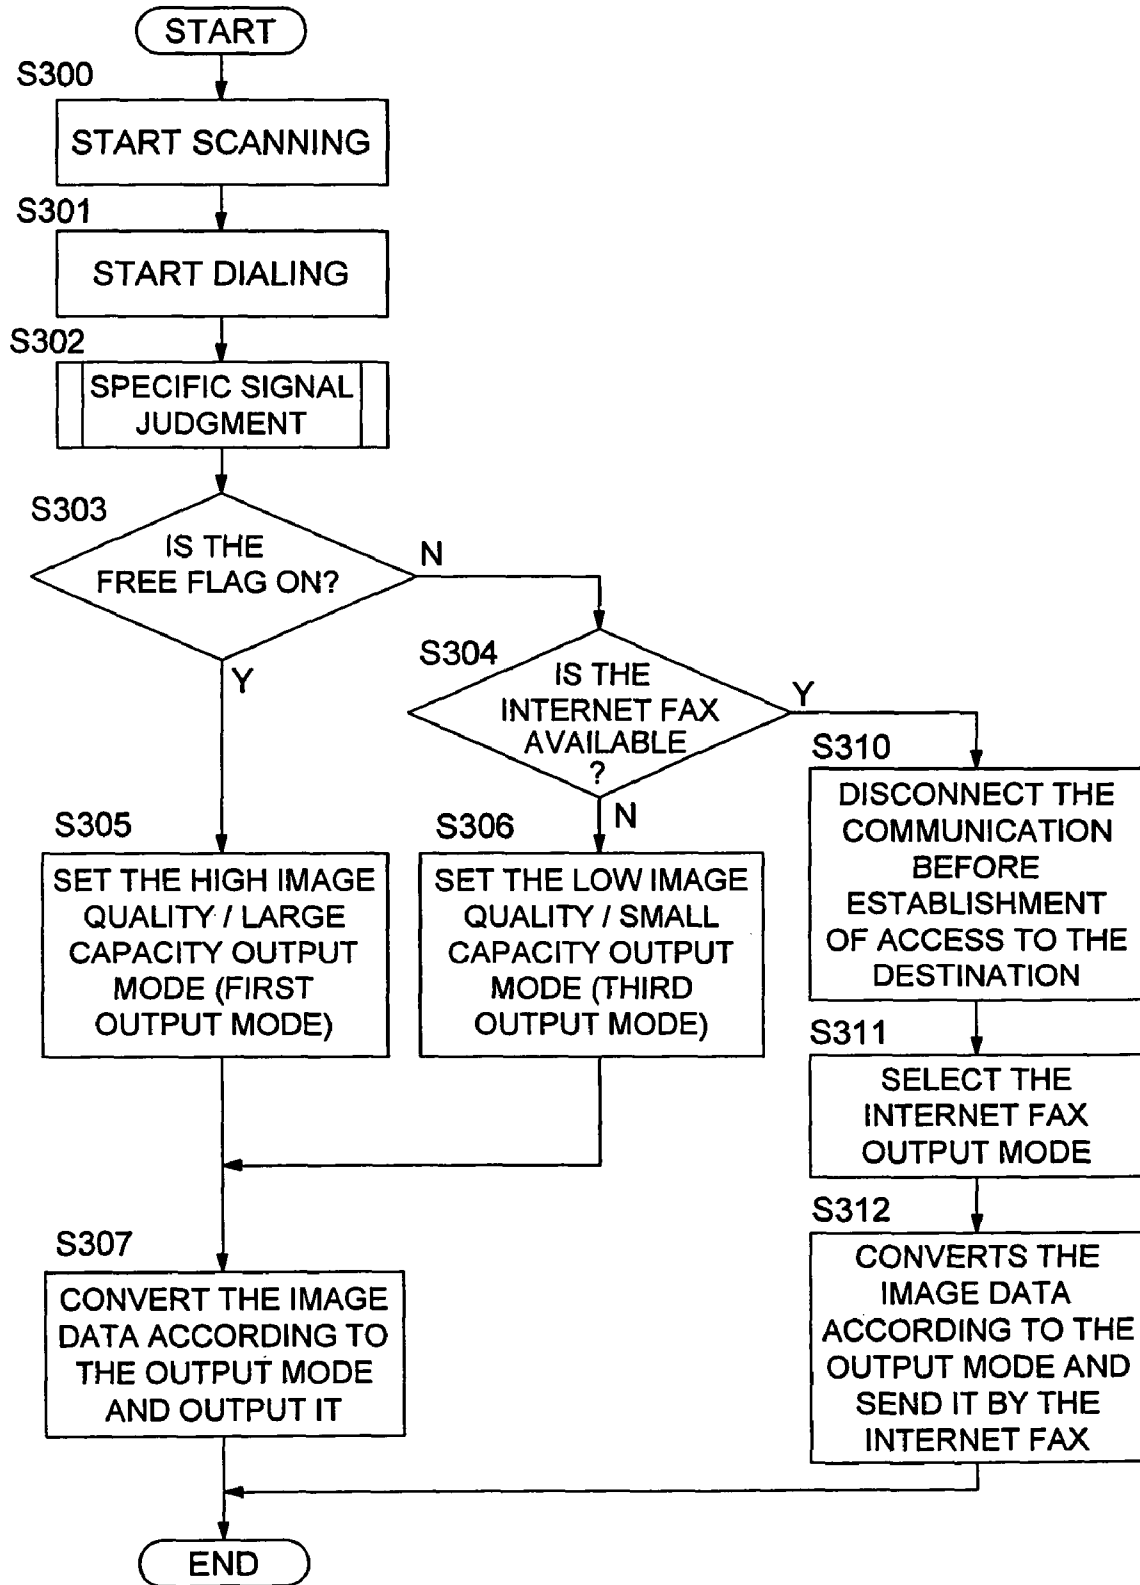 START
S300
START SCANNING
S301
START DIALING
S302
SPECIFIC SIGNAL
JUDGMENT
S303
IS THE
FREE FLAG ON?
N
Y
S304
IS THE
INTERNET FAX
AVAILABLE
?
Y
N
S305
SET THE HIGH IMAGE
QUALITY / LARGE
CAPACITY OUTPUT
MODE (FIRST
OUTPUT MODE)
S306
SET THE LOW IMAGE
QUALITY / SMALL
CAPACITY OUTPUT
MODE (THIRD
OUTPUT MODE)
S310
DISCONNECT THE
COMMUNICATION
BEFORE
ESTABLISHMENT
OF ACCESS TO THE
DESTINATION
S311
SELECT THE
INTERNET FAX
OUTPUT MODE
S312
CONVERTS THE
IMAGE DATA
ACCORDING TO THE
OUTPUT MODE AND
SEND IT BY THE
INTERNET FAX
S307
CONVERT THE IMAGE
DATA ACCORDING TO
THE OUTPUT MODE
AND OUTPUT IT
END